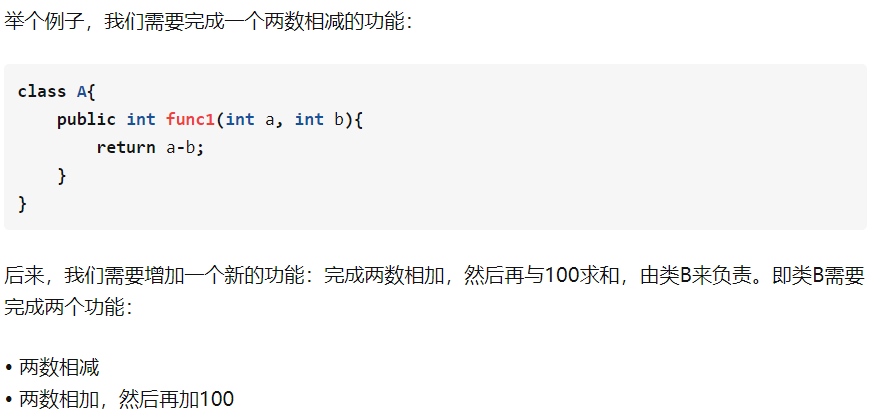 举个例子，我们需要完成一个两数相减的功能：
class A{
    public int func1(int a, int b){
        return a-b;
    }
}
后来，我们需要增加一个新的功能：完成两数相加，然后再与100求和，由类B来负责。即类B需要
完成两个功能：
• 两数相减
• 两数相加，然后再加100